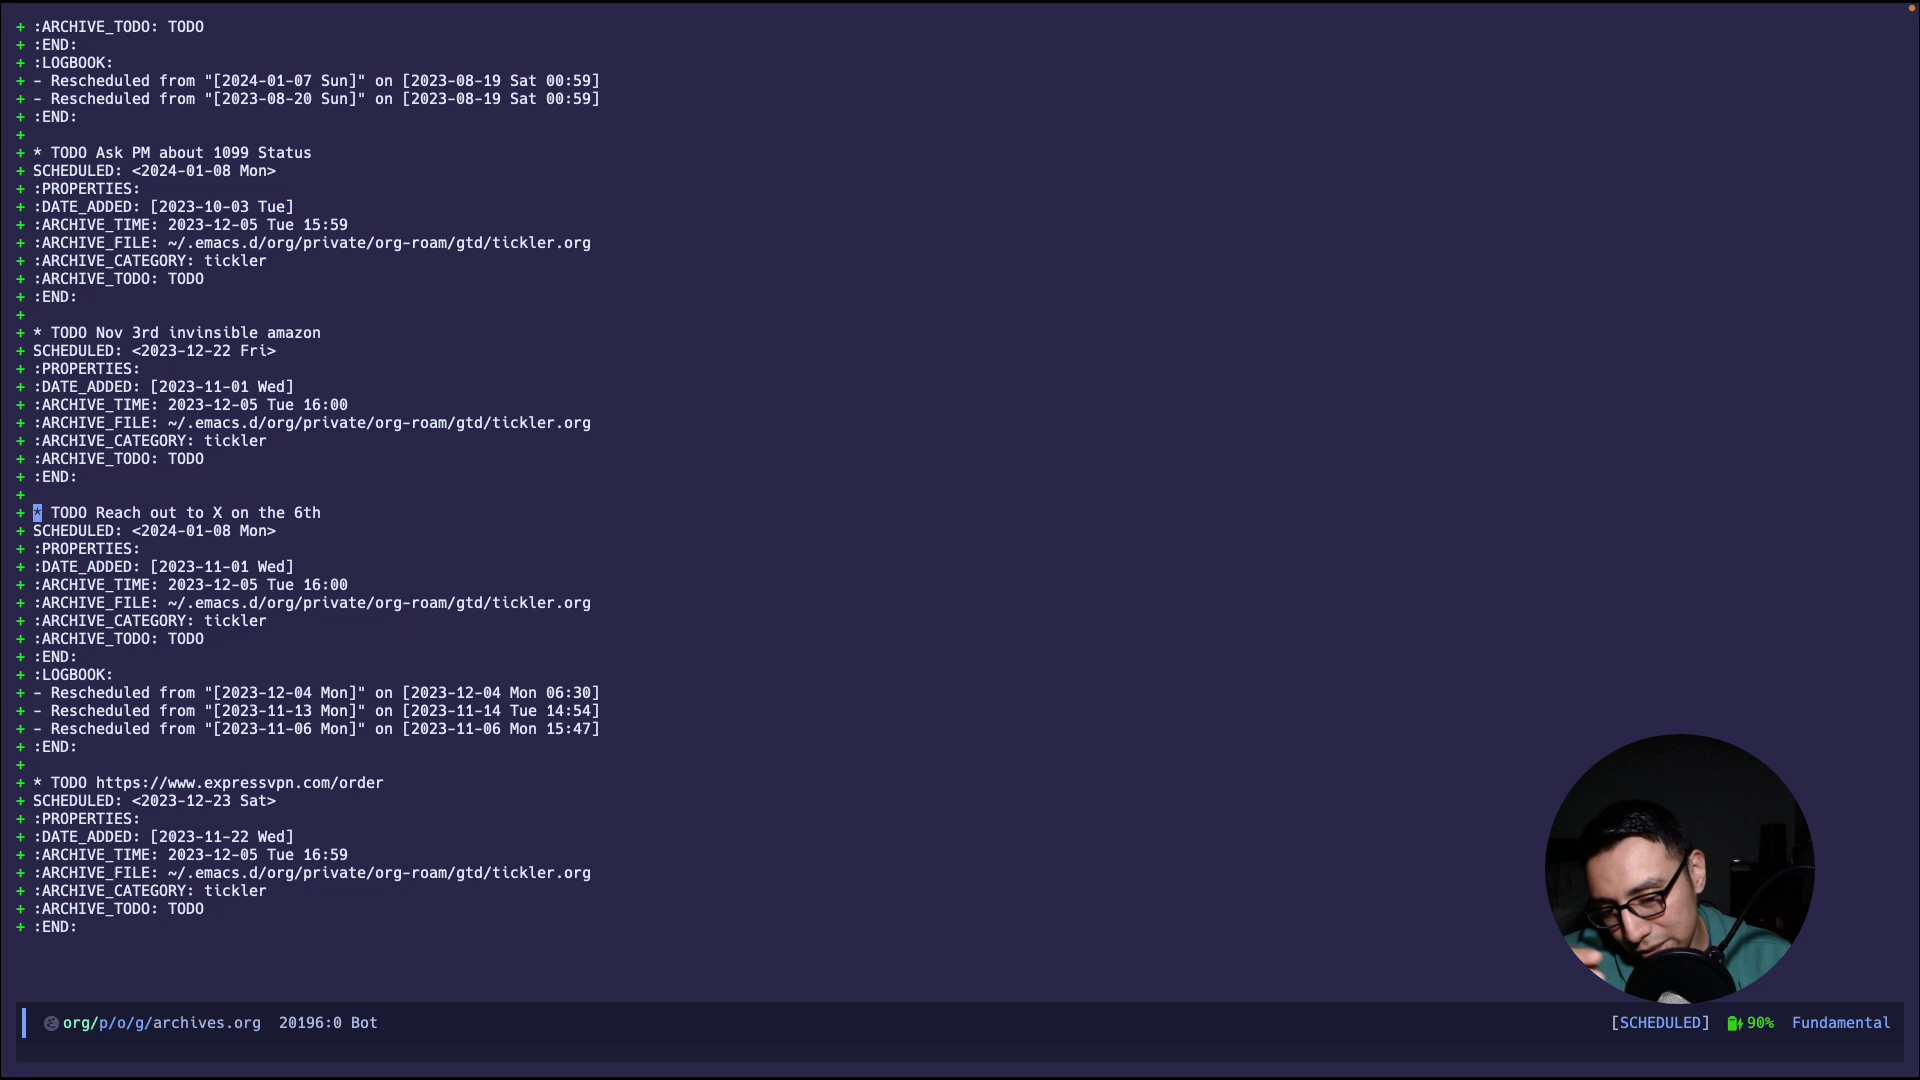 + :ARCHIVE_TODO: TODO
+ :END:
+ :LOGBOOK:
+ - Rescheduled from "[2024-01-07 Sun]" on [2023-08-19 Sat 00:59]
+ - Rescheduled from "[2023-08-20 Sun]" on [2023-08-19 Sat 00:59]
+ :END:
+
+ * TODO Ask PM about 1099 Status
+ SCHEDULED: <2024-01-08 Mon>
+ :PROPERTIES:
+ :DATE_ADDED: [2023-10-03 Tue]
+ :ARCHIVE_TIME: 2023-12-05 Tue 15:59
+ :ARCHIVE_FILE: ~/.emacs.d/org/private/org-roam/gtd/tickler.org
+ :ARCHIVE_CATEGORY: tickler
+ :ARCHIVE_TODO: TODO
+ :END:
+
+ * TODO Nov 3rd invinsible amazon
+ SCHEDULED: <2023-12-22 Fri>
+ :PROPERTIES:
+ :DATE_ADDED: [2023-11-01 Wed]
+ :ARCHIVE_TIME: 2023-12-05 Tue 16:00
+ :ARCHIVE_FILE: ~/.emacs.d/org/private/org-roam/gtd/tickler.org
+ :ARCHIVE_CATEGORY: tickler
+ :ARCHIVE_TODO: TODO
+ :END:
+
+ * TODO Reach out to X on the 6th
+ SCHEDULED: <2024-01-08 Mon>
+ :PROPERTIES:
+ :DATE_ADDED: [2023-11-01 Wed]
+ :ARCHIVE_TIME: 2023-12-05 Tue 16:00
+ :ARCHIVE_FILE: ~/.emacs.d/org/private/org-roam/gtd/tickler.org
+ :ARCHIVE_CATEGORY: tickler
+ :ARCHIVE_TODO: TODO
+ :END:
+ :LOGBOOK:
+ - Rescheduled from "[2023-12-04 Mon]" on [2023-12-04 Mon 06:30]
+ - Rescheduled from "[2023-11-13 Mon]" on [2023-11-14 Tue 14:54]
+ - Rescheduled from "[2023-11-06 Mon]" on [2023-11-06 Mon 15:47]
+ :END:
+
+ * TODO https://www.expressvpn.com/order
+ SCHEDULED: <2023-12-23 Sat>
+ :PROPERTIES:
+ :DATE_ADDED: [2023-11-22 Wed]
+ :ARCHIVE_TIME: 2023-12-05 Tue 16:59
+ :ARCHIVE_FILE: ~/.emacs.d/org/private/org-roam/gtd/tickler.org
+ :ARCHIVE_CATEGORY: tickler
+ :ARCHIVE_TODO: TODO
+ :END:
org/p/o/g/archives.org 20196:0 Bot [SCHEDULED] 90% Fundamental